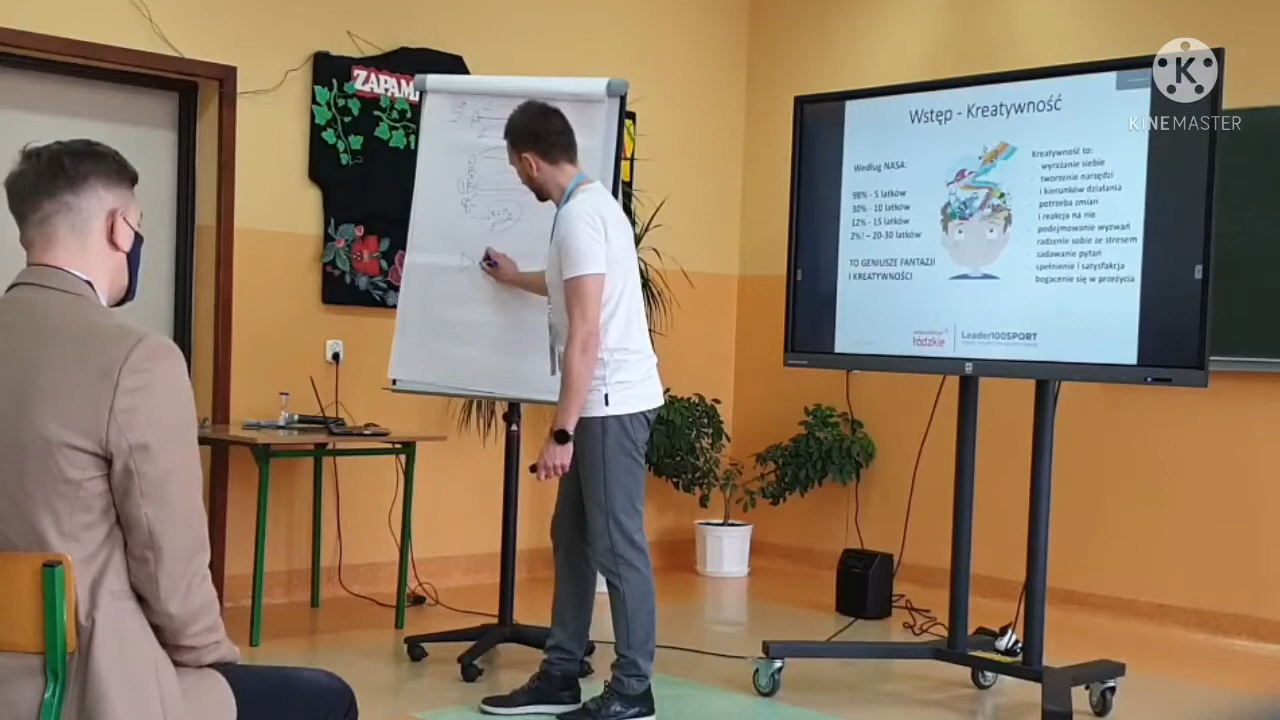 ZAPAM
KINEMASTER
Wstęp - Kreatywność
Według NASA:
98% - 5 latków
30% - 10 latków
12% - 15 latków
2%! – 20-30 latków
TO GENIUSZE FANTAZJI
I KREATYWNOŚCI
Kreatywność to:
wyrażanie siebie
tworzenie narzędzi
i kierunków działania
potrzeba zmian
i reakcja na nie
podejmowanie wyzwań
radzenie sobie ze stresem
zadawanie pytań
spełnienie i satysfakcja
bogacenie się w przeżycia
łódzkie
Leader100SPORT